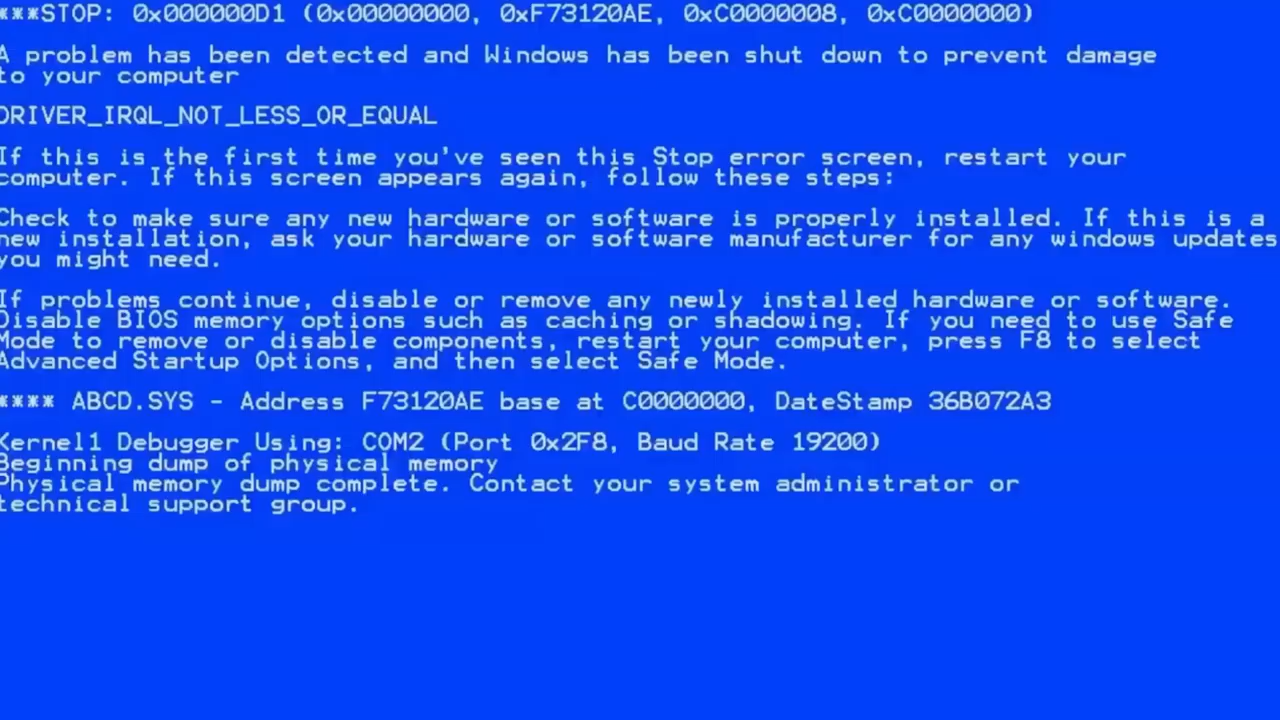 ***STOP: 0x000000D1 (0x00000000, 0xF73120AE, 0xC0000008, 0xC0000000)
A problem has been detected and Windows has been shut down to prevent damage
to your computer
DRIVER_IRQL_NOT_LESS_OR_EQUAL
If this is the first time you've seen this Stop error screen, restart your
computer. If this screen appears again, follow these steps:
Check to make sure any new hardware or software is properly installed. If this is a
new installation, ask your hardware or software manufacturer for any windows updates
you might need.
If problems continue, disable or remove any newly installed hardware or software.
Disable BIOS memory options such as caching or shadowing. If you need to use Safe
Mode to remove or disable components, restart your computer, press F8 to select
Advanced Startup Options, and then select Safe Mode.
**** ABCD.SYS - Address F73120AE base at C0000000, DateStamp 36B072A3
Kernel1 Debugger Using: COM2 (Port 0x2F8, Baud Rate 19200)
Beginning dump of physical memory
Physical memory dump complete. Contact your system administrator or
technical support group.